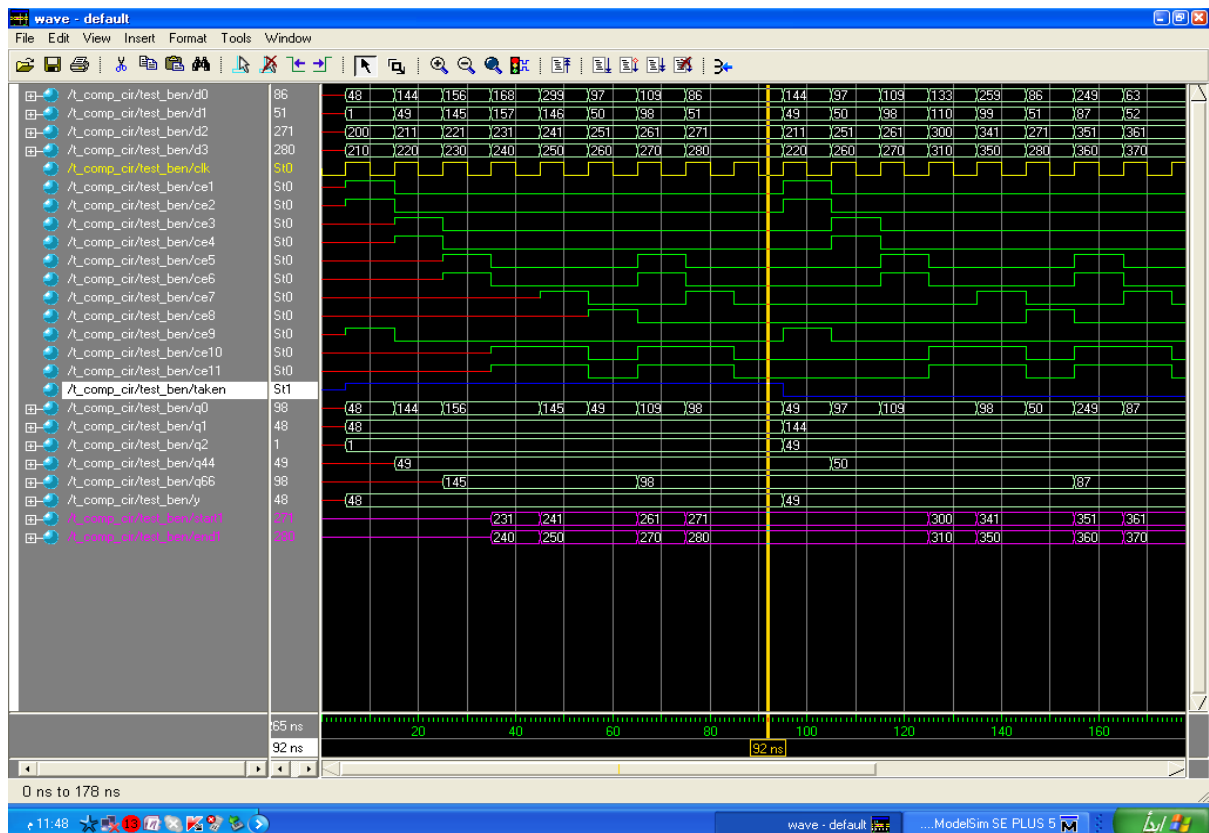 wave - default
File Edit View Insert Format Tools Window
/t_comp_cir/test_ben/d0 86 48 144 156 168 299 97 109 86 144 97 109 133 259 86 249 63
/t_comp_cir/test_ben/d1 51 1 49 145 157 146 50 98 51 49 50 98 110 99 51 87 52
/t_comp_cir/test_ben/d2 271 200 211 221 231 241 251 261 271 211 251 261 300 341 271 351 361
/t_comp_cir/test_ben/d3 280 210 220 230 240 250 260 270 280 220 260 270 310 350 280 360 370
/t_comp_cir/test_ben/clk St0
/t_comp_cir/test_ben/ce1 St0
/t_comp_cir/test_ben/ce2 St0
/t_comp_cir/test_ben/ce3 St0
/t_comp_cir/test_ben/ce4 St0
/t_comp_cir/test_ben/ce5 St0
/t_comp_cir/test_ben/ce6 St0
/t_comp_cir/test_ben/ce7 St0
/t_comp_cir/test_ben/ce8 St0
/t_comp_cir/test_ben/ce9 St0
/t_comp_cir/test_ben/ce10 St0
/t_comp_cir/test_ben/ce11 St0
/t_comp_cir/test_ben/taken St1
/t_comp_cir/test_ben/q0 98 48 144 156 145 49 109 98 49 97 109 98 50 249 87
/t_comp_cir/test_ben/q1 48 48 144
/t_comp_cir/test_ben/q2 1 1 49
/t_comp_cir/test_ben/q44 49 49 50
/t_comp_cir/test_ben/q66 98 145 98 87
/t_comp_cir/test_ben/y 48 48 49
/t_comp_cir/test_ben/start1 271 231 241 261 271 300 341 351 361
/t_comp_cir/test_ben/end1 280 240 250 270 280 310 350 360 370
65 ns 20 40 60 80 100 120 140 160
92 ns 92 ns
0 ns to 178 ns
11:48 م 13 wave - default ....ModelSim SE PLUS 5 ابدأ